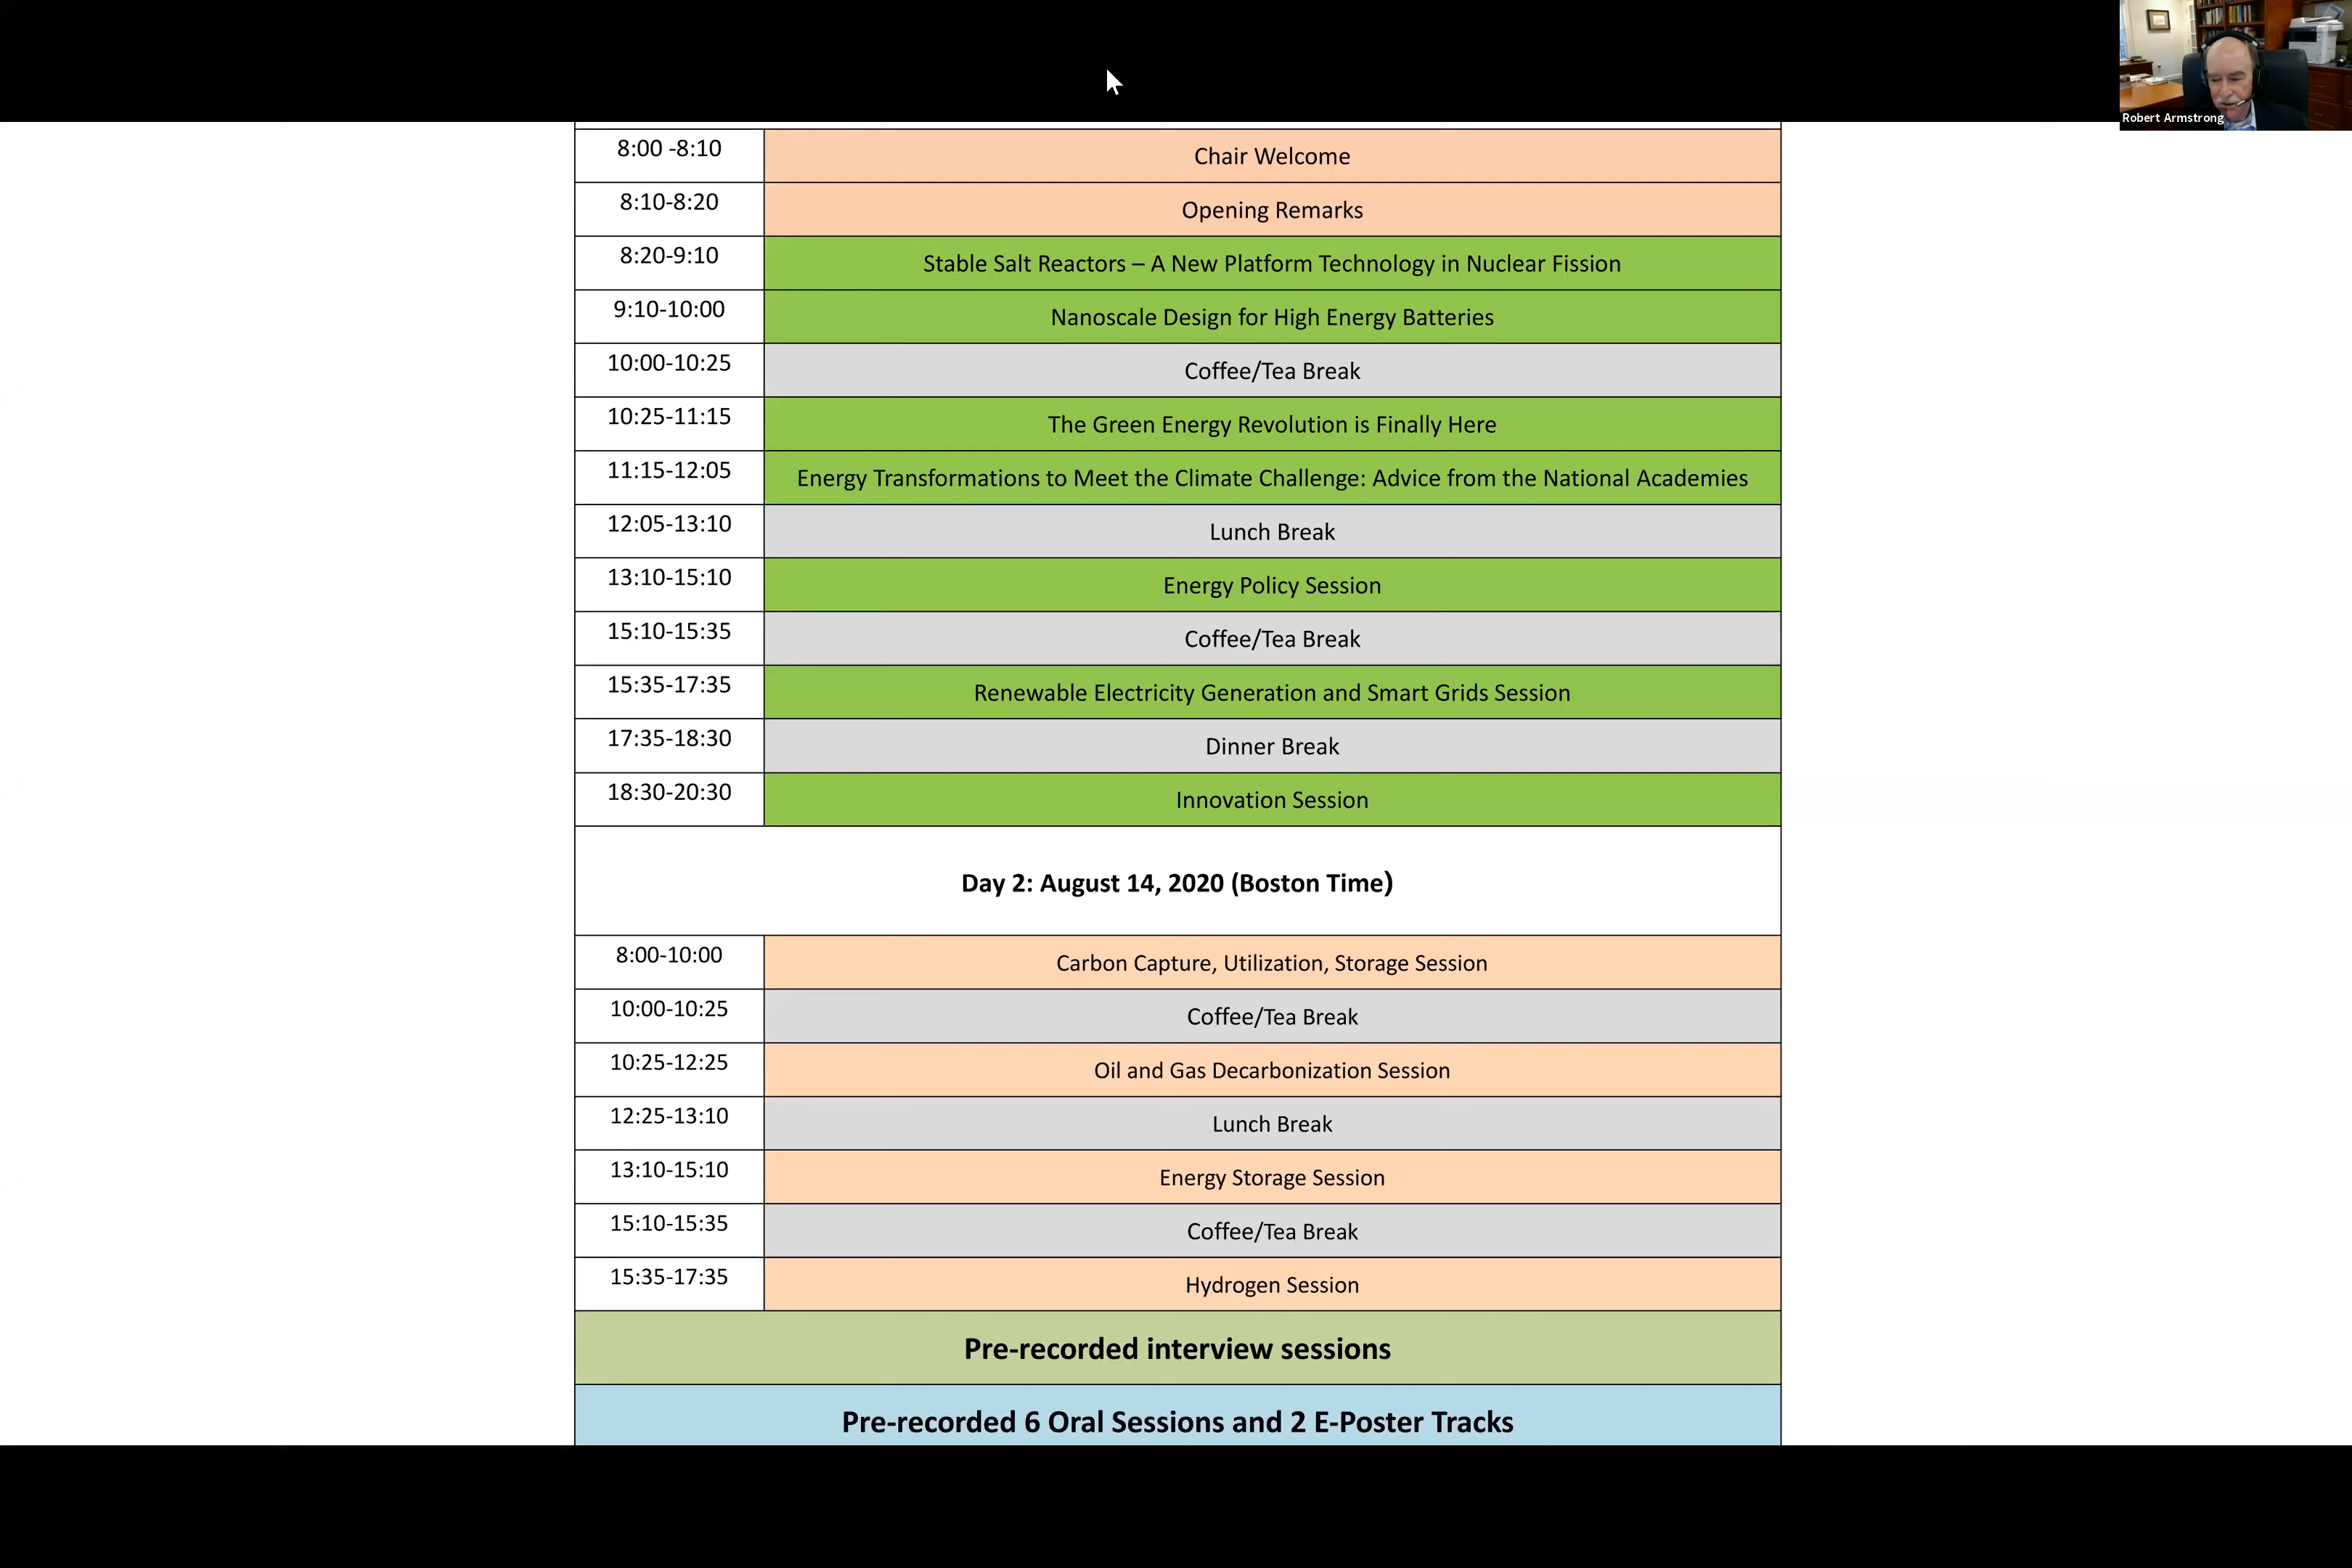 Robert Armstrong
8:00 -8:10 Chair Welcome
8:10-8:20 Opening Remarks
8:20-9:10 Stable Salt Reactors – A New Platform Technology in Nuclear Fission
9:10-10:00 Nanoscale Design for High Energy Batteries
10:00-10:25 Coffee/Tea Break
10:25-11:15 The Green Energy Revolution is Finally Here
11:15-12:05 Energy Transformations to Meet the Climate Challenge: Advice from the National Academies
12:05-13:10 Lunch Break
13:10-15:10 Energy Policy Session
15:10-15:35 Coffee/Tea Break
15:35-17:35 Renewable Electricity Generation and Smart Grids Session
17:35-18:30 Dinner Break
18:30-20:30 Innovation Session
Day 2: August 14, 2020 (Boston Time)
8:00-10:00 Carbon Capture, Utilization, Storage Session
10:00-10:25 Coffee/Tea Break
10:25-12:25 Oil and Gas Decarbonization Session
12:25-13:10 Lunch Break
13:10-15:10 Energy Storage Session
15:10-15:35 Coffee/Tea Break
15:35-17:35 Hydrogen Session
Pre-recorded interview sessions
Pre-recorded 6 Oral Sessions and 2 E-Poster Tracks